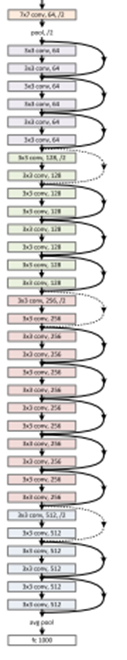 7x7 conv, 64, /2
pool, /2
3x3 conv, 64
3x3 conv, 64
3x3 conv, 64
3x3 conv, 64
3x3 conv, 64
3x3 conv, 64
3x3 conv, 128, /2
3x3 conv, 128
3x3 conv, 128
3x3 conv, 128
3x3 conv, 128
3x3 conv, 128
3x3 conv, 128
3x3 conv, 128
3x3 conv, 256, /2
3x3 conv, 256
3x3 conv, 256
3x3 conv, 256
3x3 conv, 256
3x3 conv, 256
3x3 conv, 256
3x3 conv, 256
3x3 conv, 256
3x3 conv, 256
3x3 conv, 256
3x3 conv, 256
3x3 conv, 512, /2
3x3 conv, 512
3x3 conv, 512
3x3 conv, 512
3x3 conv, 512
3x3 conv, 512
avg pool
fc 1000